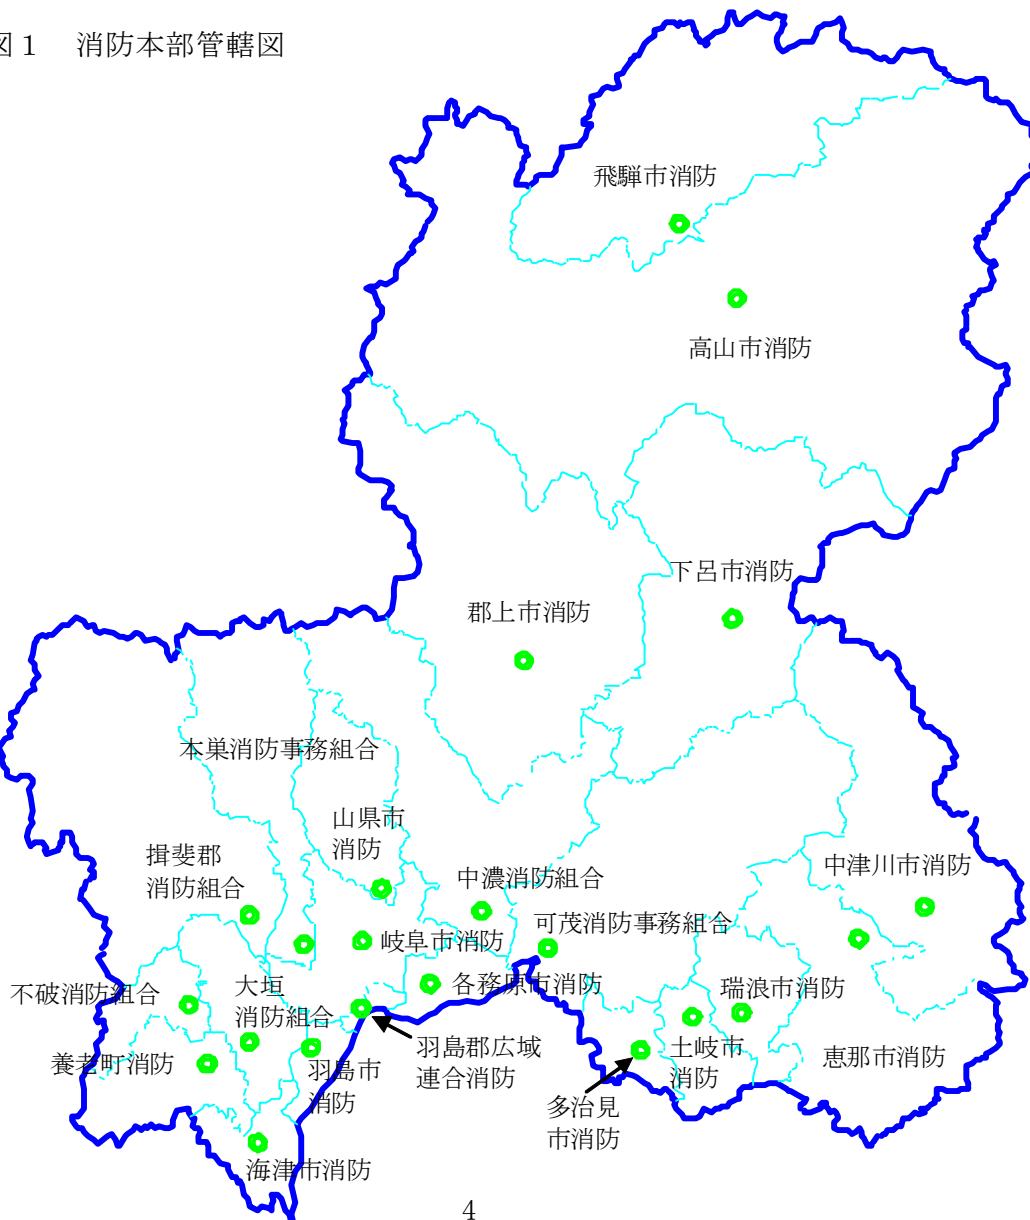 図1 消防本部管轄図
飛騨市消防
高山市消防
下呂市消防
郡上市消防
本巣消防事務組合
山県市
消防
揖斐郡
消防組合
中濃消防組合
中津川市消防
可茂消防事務組合
岐阜市消防
各務原市消防
不破消防組合
大垣
消防組合
瑞浪市消防
養老町消防
羽島市
消防
羽島郡広域
連合消防
土岐市
消防
恵那市消防
多治見
市消防
海津市消防
4